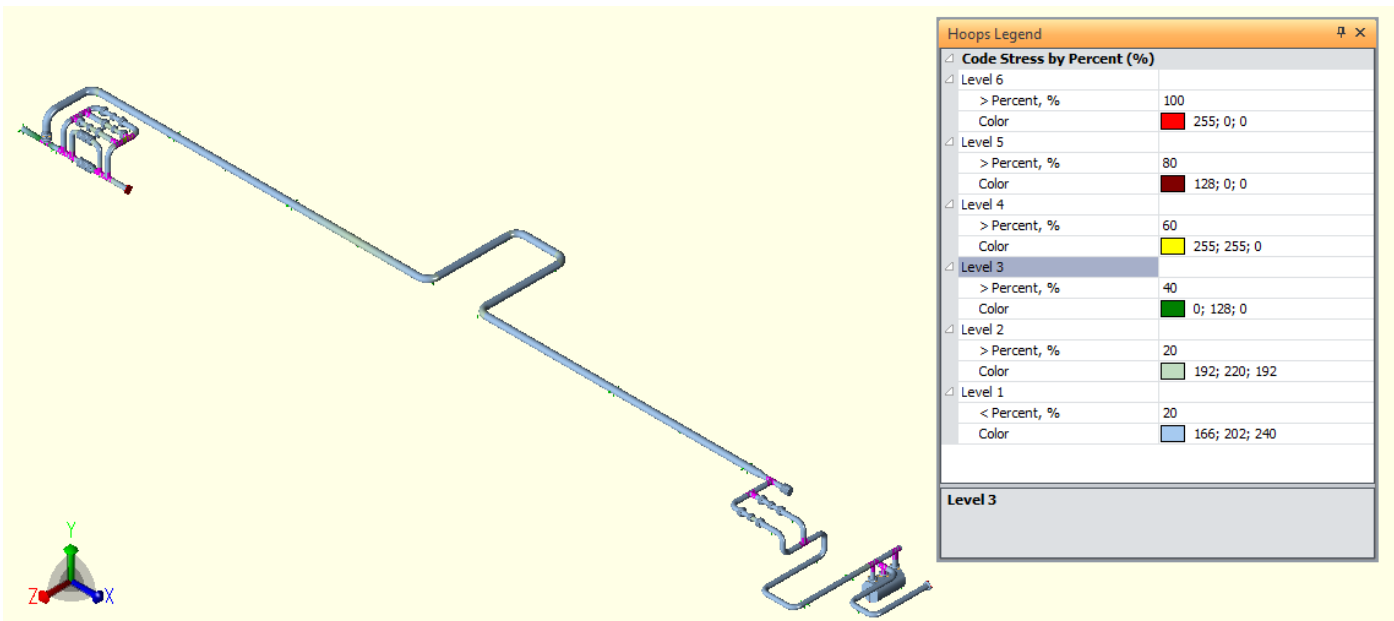 Hoops Legend
Code Stress by Percent (%)
Level 6
> Percent, % 100
Color 255; 0; 0
Level 5
> Percent, % 80
Color 128; 0; 0
Level 4
> Percent, % 60
Color 255; 255; 0
Level 3
> Percent, % 40
Color 0; 128; 0
Level 2
> Percent, % 20
Color 192; 220; 192
Level 1
< Percent, % 20
Color 166; 202; 240
Level 3
Y
Z X